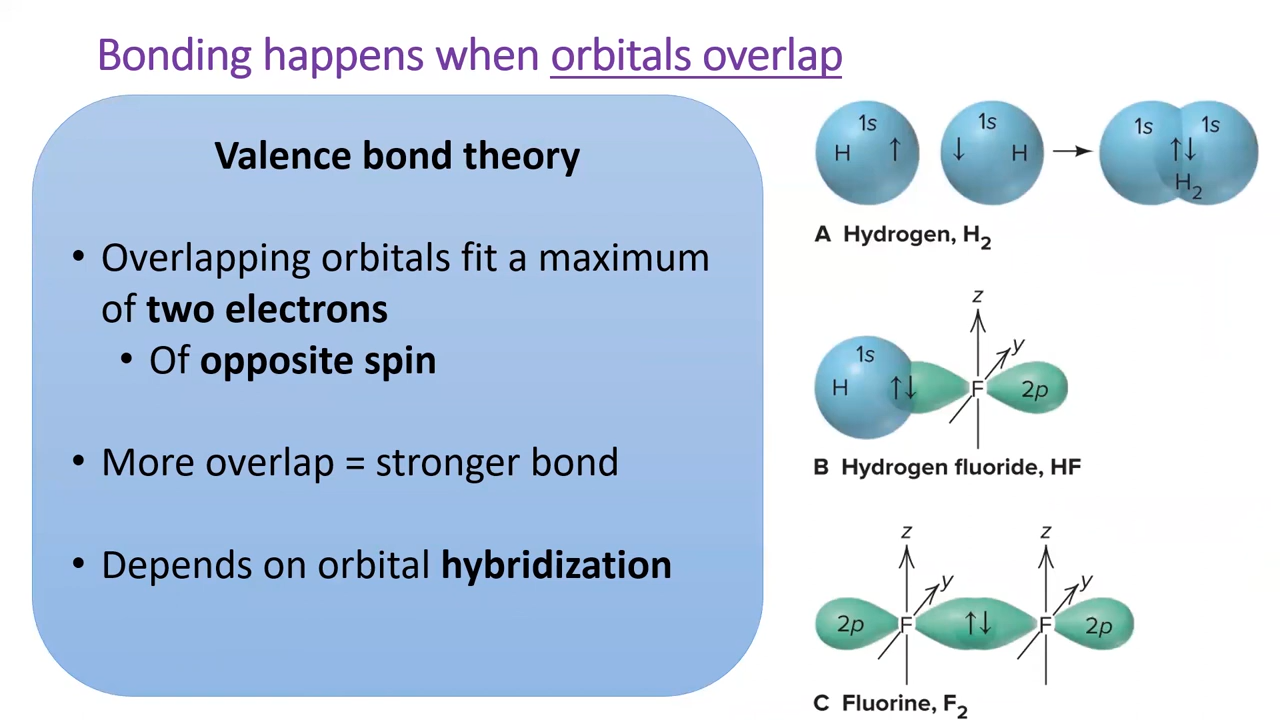 Bonding happens when orbitals overlap
Valence bond theory
• Overlapping orbitals fit a maximum
of two electrons
• Of opposite spin
• More overlap = stronger bond
• Depends on orbital hybridization
1s 1s 1s 1s
H ↑ ↓ H → ↑↓
H₂
A Hydrogen, H₂
z
y
1s
H ↑↓ F 2p
B Hydrogen fluoride, HF
z z
y y
2p F ↑↓ F 2p
C Fluorine, F₂